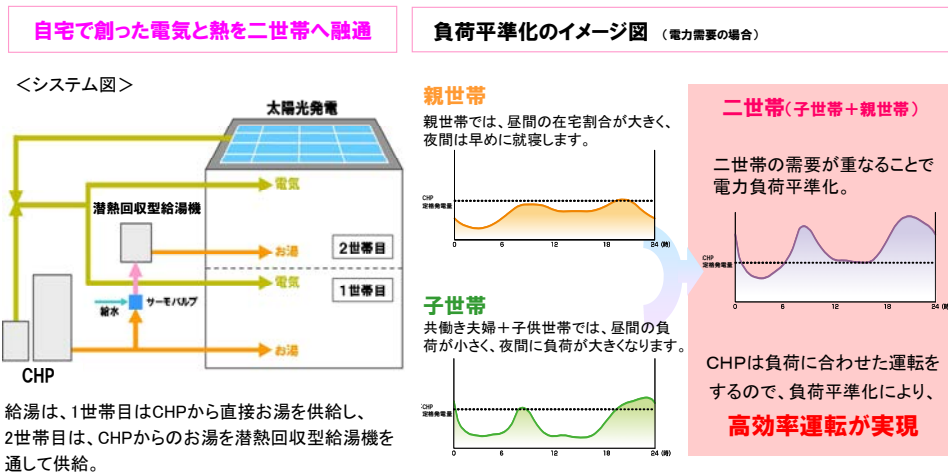 自宅で創った電気と熱を二世帯へ融通
＜システム図＞
太陽光発電
電気
潜熱回収型給湯機
お湯
2世帯目
電気
1世帯目
給水
サーモバルブ
お湯
CHP
給湯は、1世帯目はCHPから直接お湯を供給し、
2世帯目は、CHPからのお湯を潜熱回収型給湯機を
通して供給。
負荷平準化のイメージ図 （電力需要の場合）
親世帯
親世帯では、昼間の在宅割合が大きく、
夜間は早めに就寝します。
CHP
定格発電量
0 6 12 18 24 (時)
子世帯
共働き夫婦＋子供世帯では、昼間の負
荷が小さく、夜間に負荷が大きくなります。
CHP
定格発電量
0 6 12 18 24 (時)
二世帯(子世帯＋親世帯)
二世帯の需要が重なることで
電力負荷平準化。
CHP
定格発電量
0 6 12 18 24 (時)
CHPは負荷に合わせた運転を
するので、負荷平準化により、
高効率運転が実現